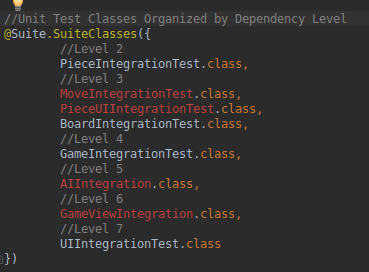 //Unit Test Classes Organized by Dependency Level
@Suite.SuiteClasses({
//Level 2
PieceIntegrationTest.class,
//Level 3
MoveIntegrationTest.class,
PieceUIIntegrationTest.class,
BoardIntegrationTest.class,
//Level 4
GameIntegrationTest.class,
//Level 5
AIIntegration.class,
//Level 6
GameViewIntegration.class,
//Level 7
UIIntegrationTest.class
})